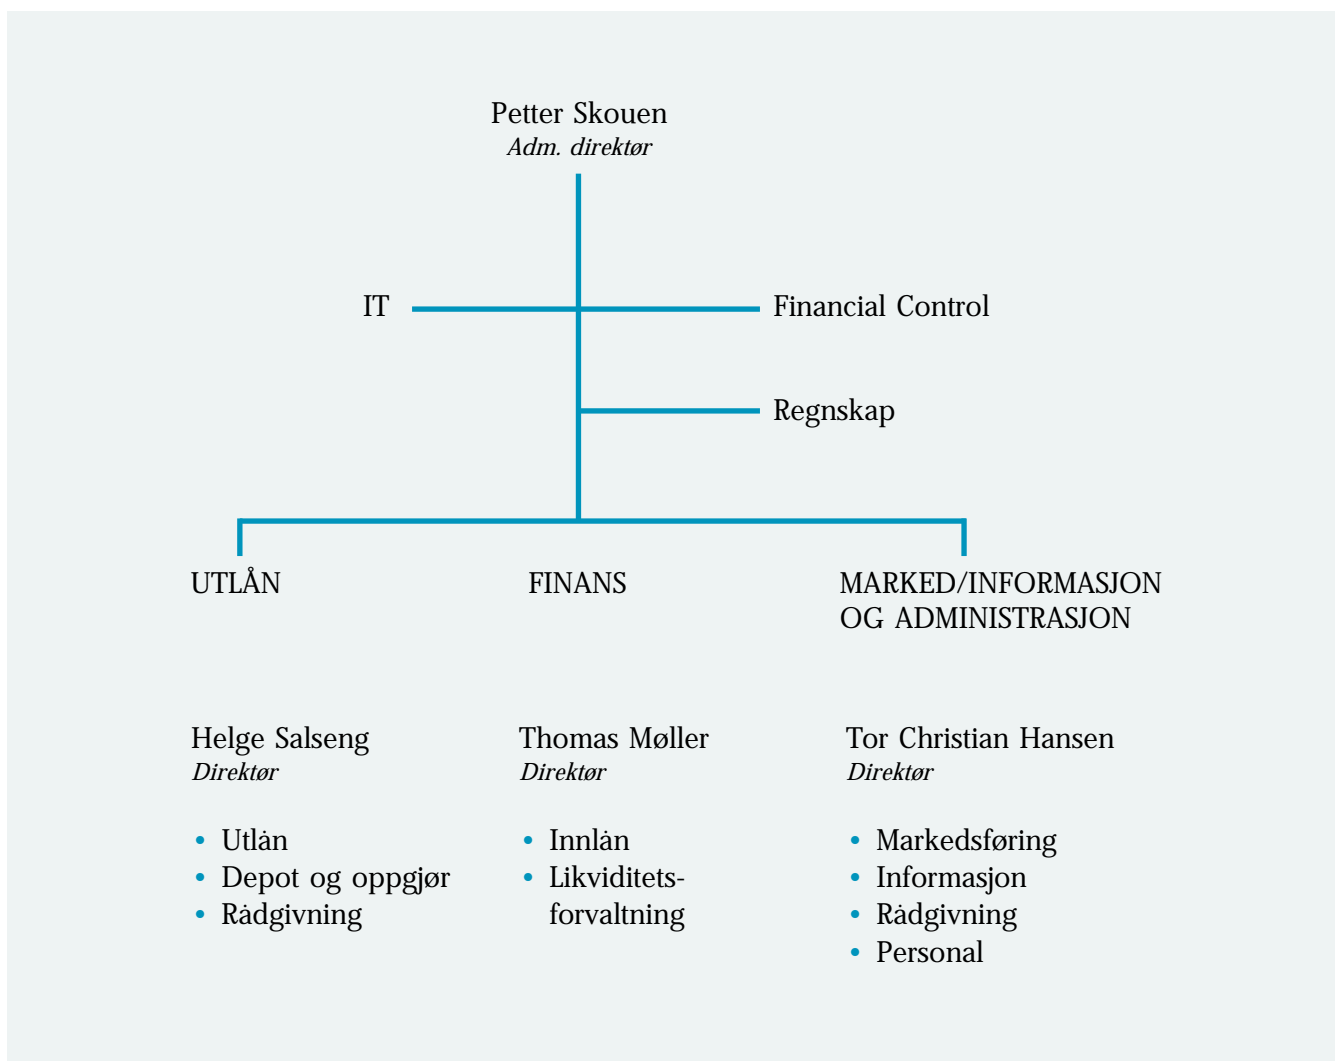 Petter Skouen
Adm. direktør
IT
Financial Control
Regnskap
UTLÅN
FINANS
MARKED/INFORMASJON
OG ADMINISTRASJON
Helge Salseng
Direktør
• Utlån
• Depot og oppgjør
• Rådgivning
Thomas Møller
Direktør
• Innlån
• Likviditets-
forvaltning
Tor Christian Hansen
Direktør
• Markedsføring
• Informasjon
• Rådgivning
• Personal